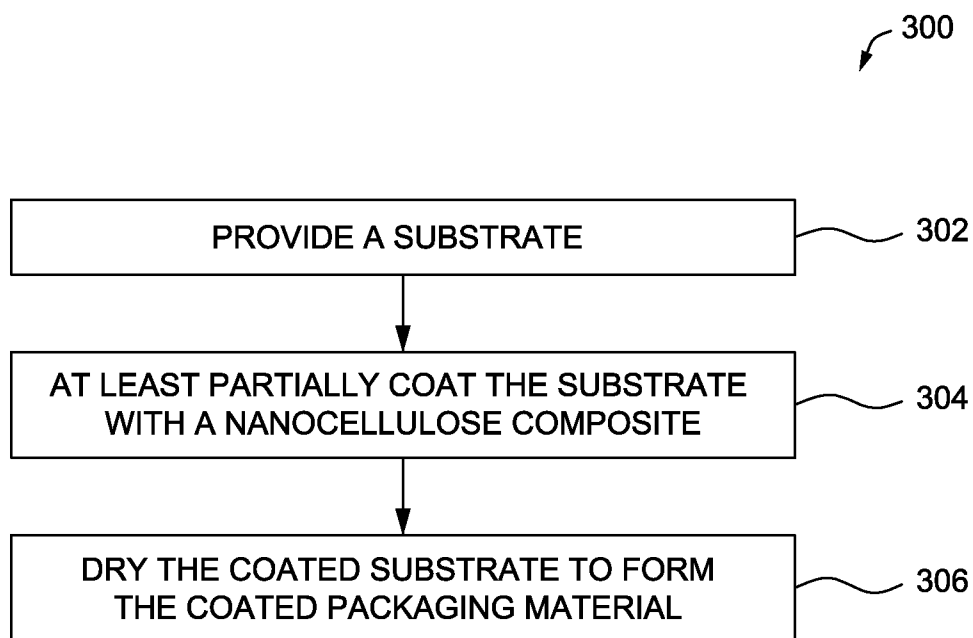 300
PROVIDE A SUBSTRATE
302
AT LEAST PARTIALLY COAT THE SUBSTRATE
WITH A NANOCELLULOSE COMPOSITE
304
DRY THE COATED SUBSTRATE TO FORM
THE COATED PACKAGING MATERIAL
306